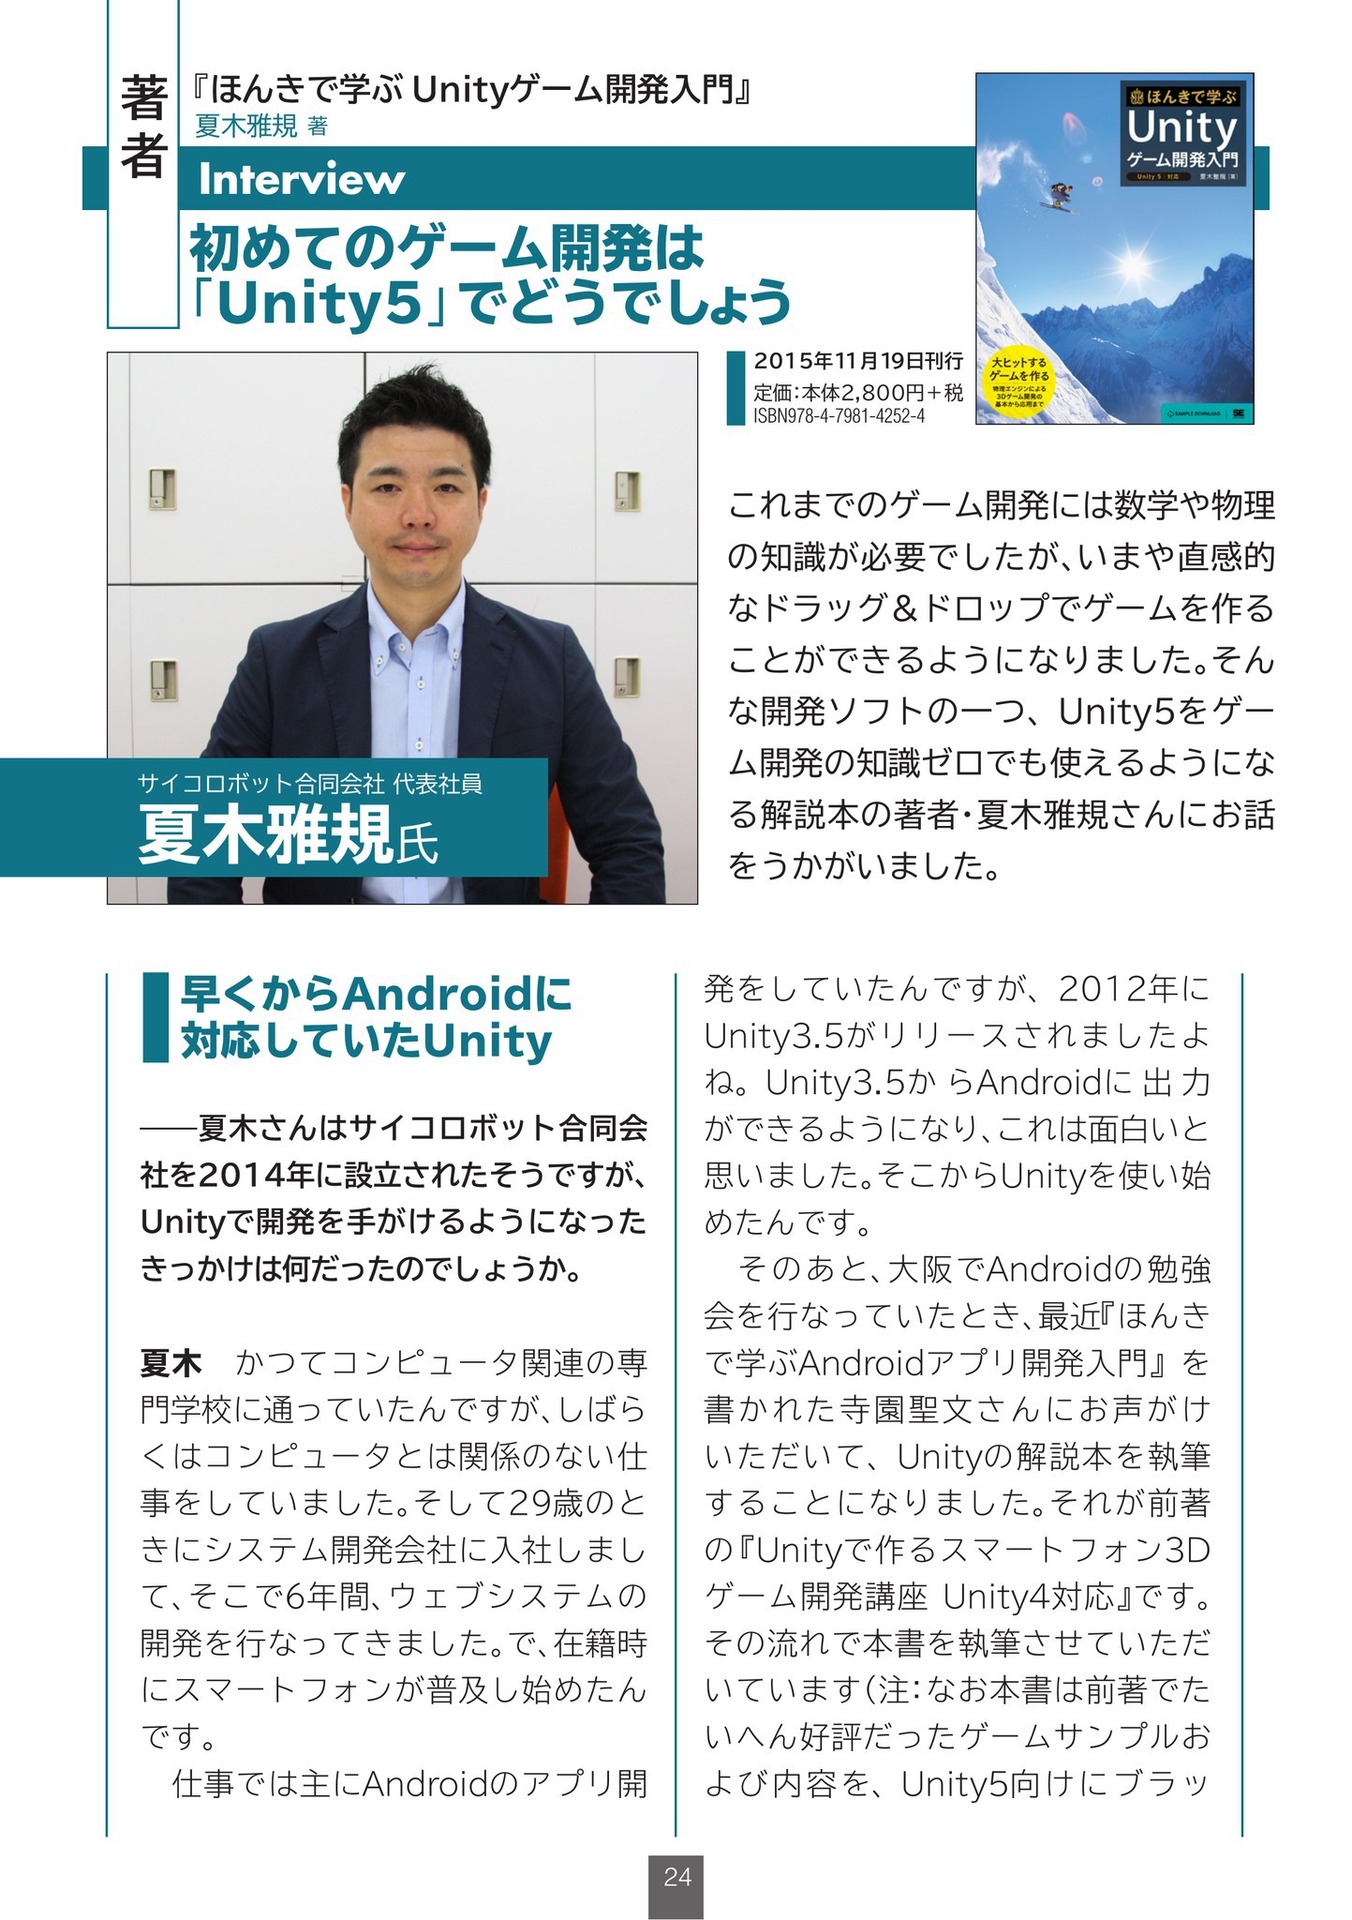 著者
『ほんきで学ぶ Unityゲーム開発入門』
夏木雅規 著
Interview
初めてのゲーム開発は
「Unity5」でどうでしょう
ほんきで学ぶ
Unity
ゲーム開発入門
Unity 5 対応 夏木雅規[著]
大ヒットする
ゲームを作る
物理エンジンによる
3Dゲーム開発の
基本から応用まで
SAMPLE DOWNLOAD SE
2015年11月19日刊行
定価：本体2,800円＋税
ISBN978-4-7981-4252-4
これまでのゲーム開発には数学や物理
の知識が必要でしたが、いまや直感的
なドラッグ＆ドロップでゲームを作る
ことができるようになりました。そん
な開発ソフトの一つ、Unity5をゲー
ム開発の知識ゼロでも使えるようにな
る解説本の著者・夏木雅規さんにお話
をうかがいました。
サイコロボット合同会社 代表社員
夏木雅規氏
早くからAndroidに
対応していたUnity
――夏木さんはサイコロボット合同会
社を2014年に設立されたそうですが、
Unityで開発を手がけるようになった
きっかけは何だったのでしょうか。
夏木　かつてコンピュータ関連の専
門学校に通っていたんですが、しばら
くはコンピュータとは関係のない仕
事をしていました。そして29歳のと
きにシステム開発会社に入社しまし
て、そこで6年間、ウェブシステムの
開発を行なってきました。で、在籍時
にスマートフォンが普及し始めたん
です。
　仕事では主にAndroidのアプリ開
発をしていたんですが、2012年に
Unity3.5がリリースされましたよ
ね。Unity3.5からAndroidに出力
ができるようになり、これは面白いと
思いました。そこからUnityを使い始
めたんです。
　そのあと、大阪でAndroidの勉強
会を行なっていたとき、最近『ほんき
で学ぶAndroidアプリ開発入門』を
書かれた寺園聖文さんにお声がけ
いただいて、Unityの解説本を執筆
することになりました。それが前著
の『Unityで作るスマートフォン3D
ゲーム開発講座 Unity4対応』です。
その流れで本書を執筆させていただ
いています（注：なお本書は前著でた
いへん好評だったゲームサンプルお
よび内容を、Unity5向けにブラッ
24